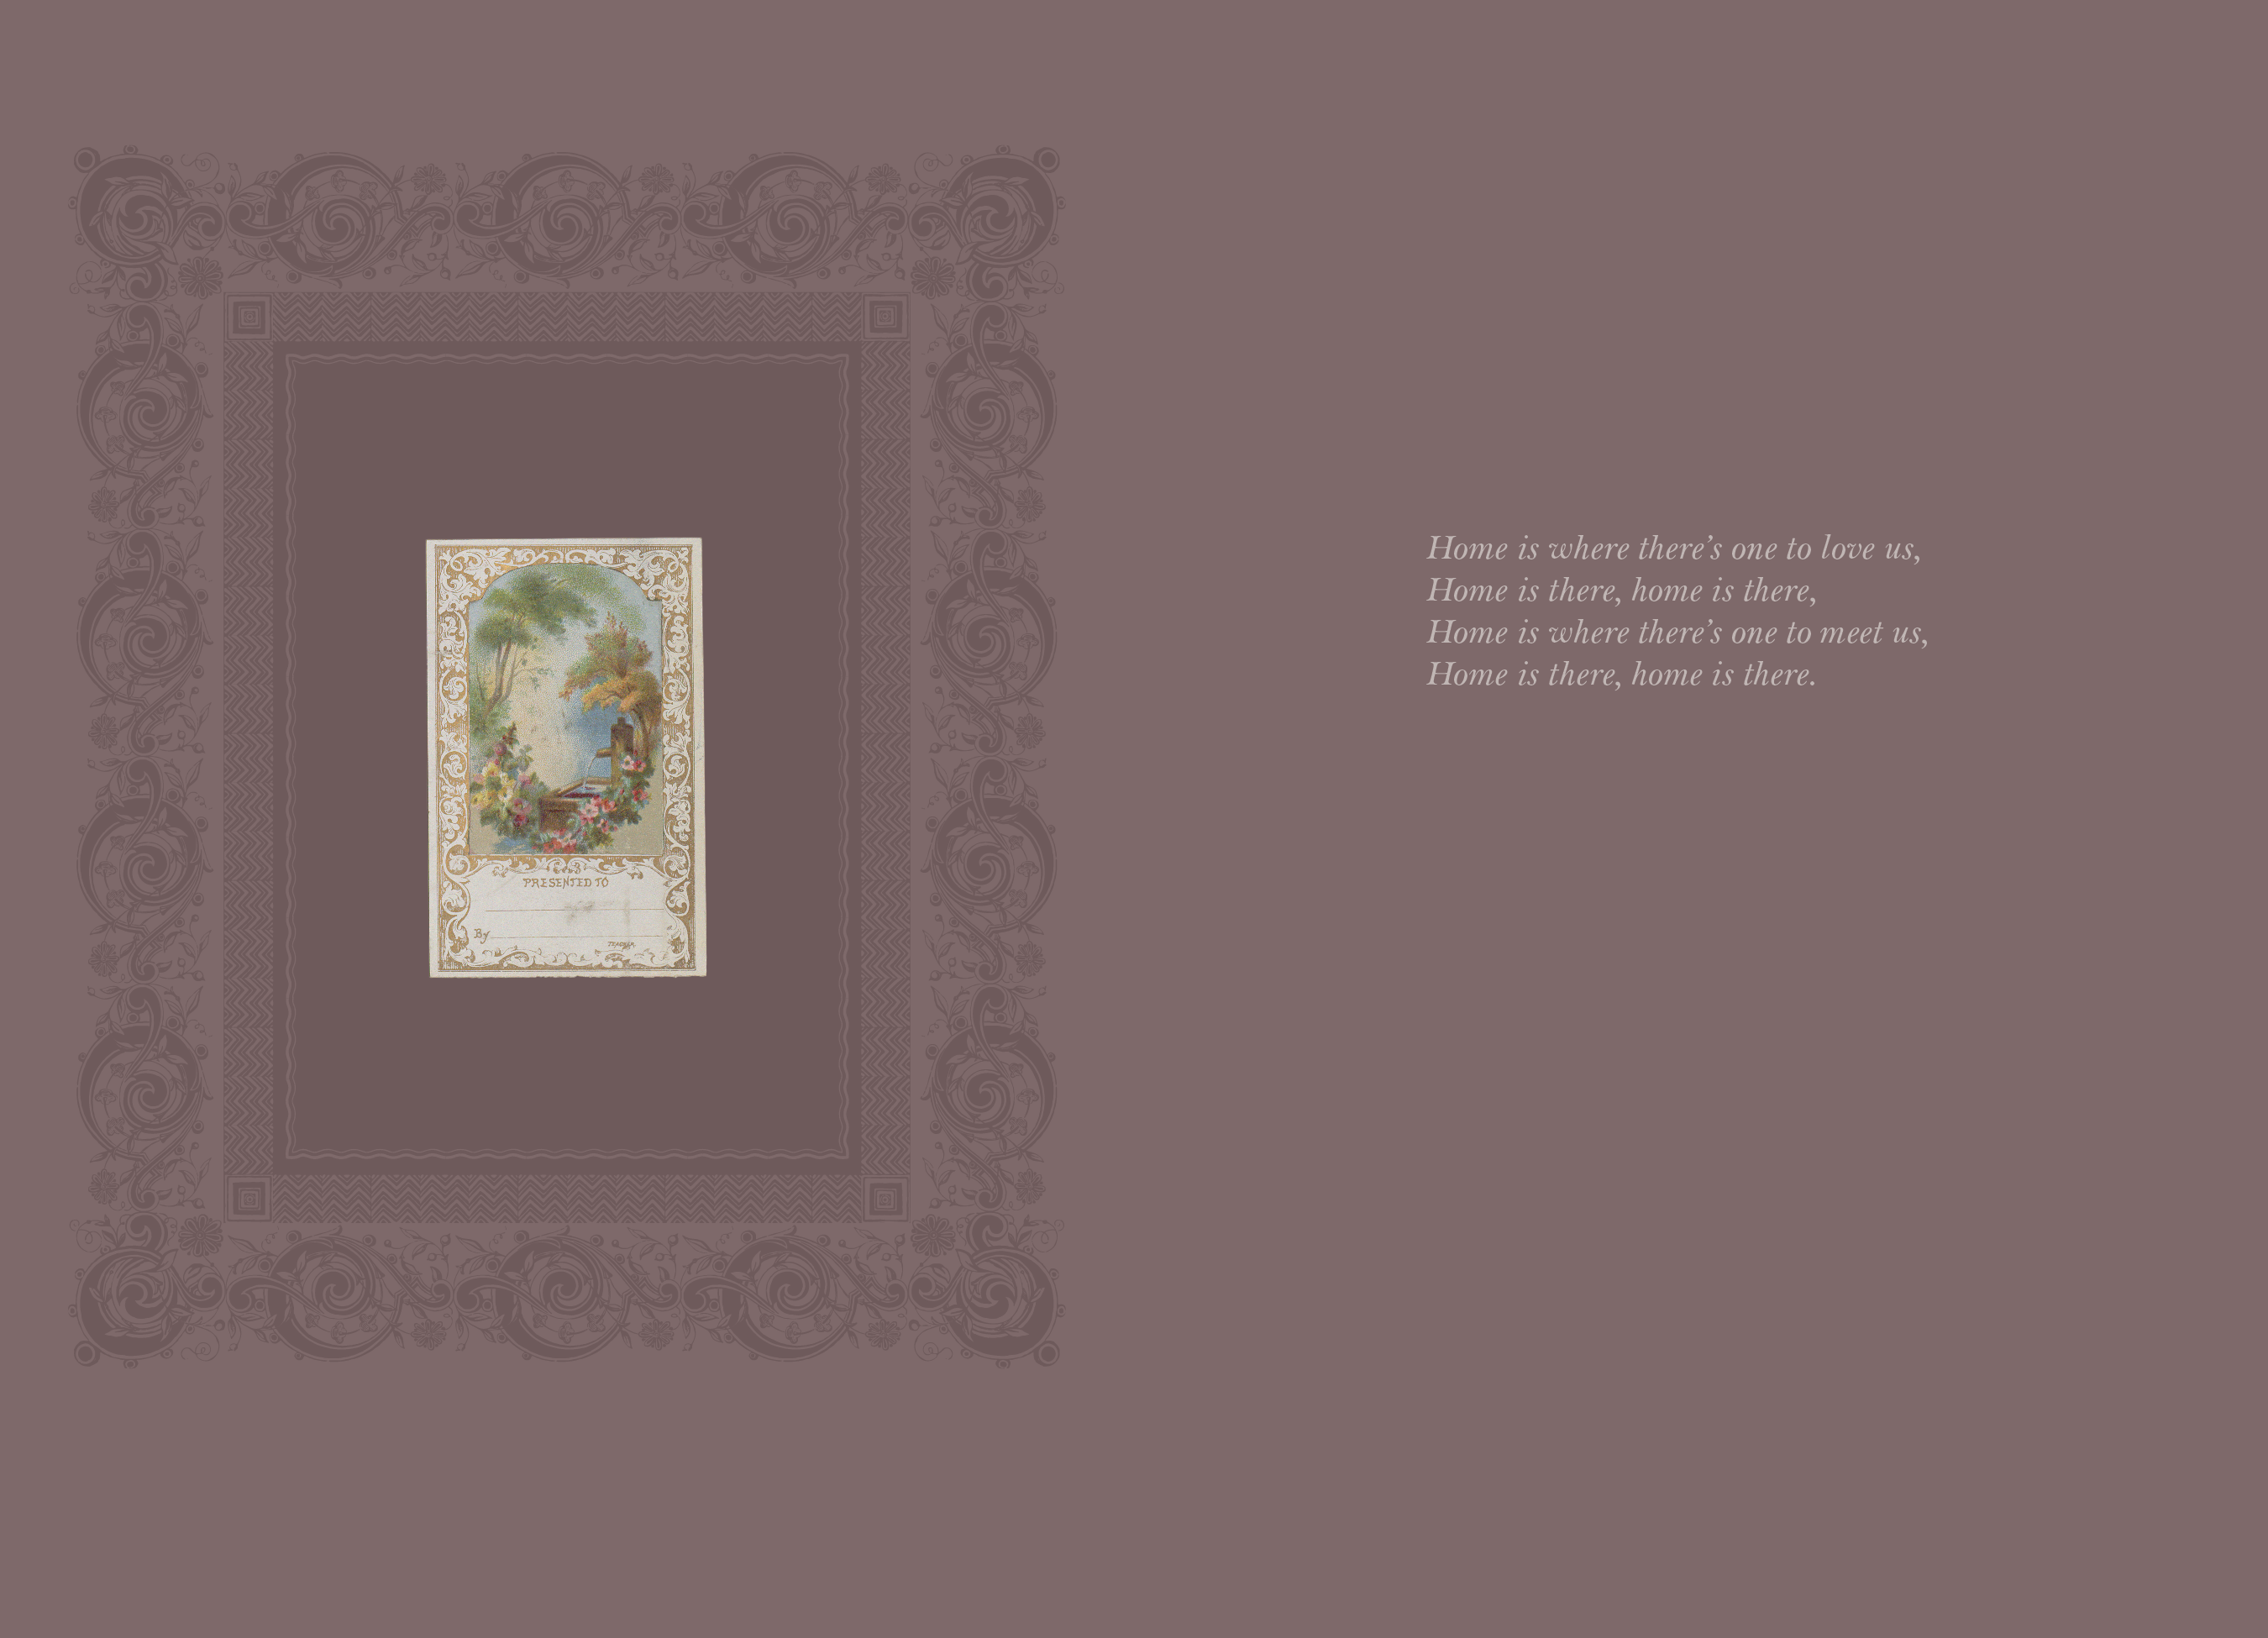 PRESENTED TO
By
TEACHER.
Home is where there’s one to love us,
Home is there, home is there,
Home is where there’s one to meet us,
Home is there, home is there.